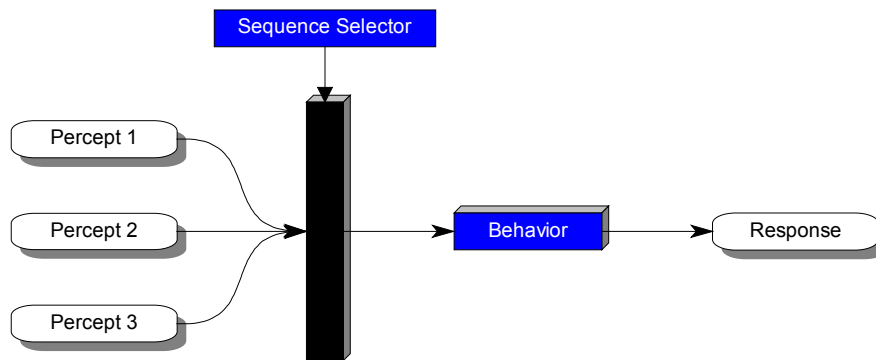 Sequence Selector
Percept 1
Percept 2
Behavior
Response
Percept 3